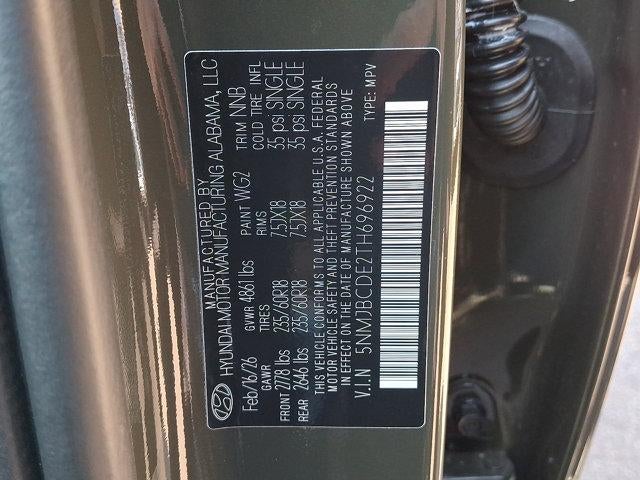 MANUFACTURED BY
HYUNDAI MOTOR MANUFACTURING ALABAMA, LLC
Feb/16/26 GVWR 4661 lbs PAINT WG2 TRIM NNB
GAWR TIRES RIMS COLD TIRE INFL
FRONT 2778 lbs 235/60R18 7.5JX18 35 psi SINGLE
REAR 2646 lbs 235/60R18 7.5JX18 35 psi SINGLE
THIS VEHICLE CONFORMS TO ALL APPLICABLE U.S.A. FEDERAL
MOTOR VEHICLE SAFETY AND THEFT PREVENTION STANDARDS
IN EFFECT ON THE DATE OF MANUFACTURE SHOWN ABOVE
V.I.N 5NMJBCDE2TH696922 TYPE: MPV